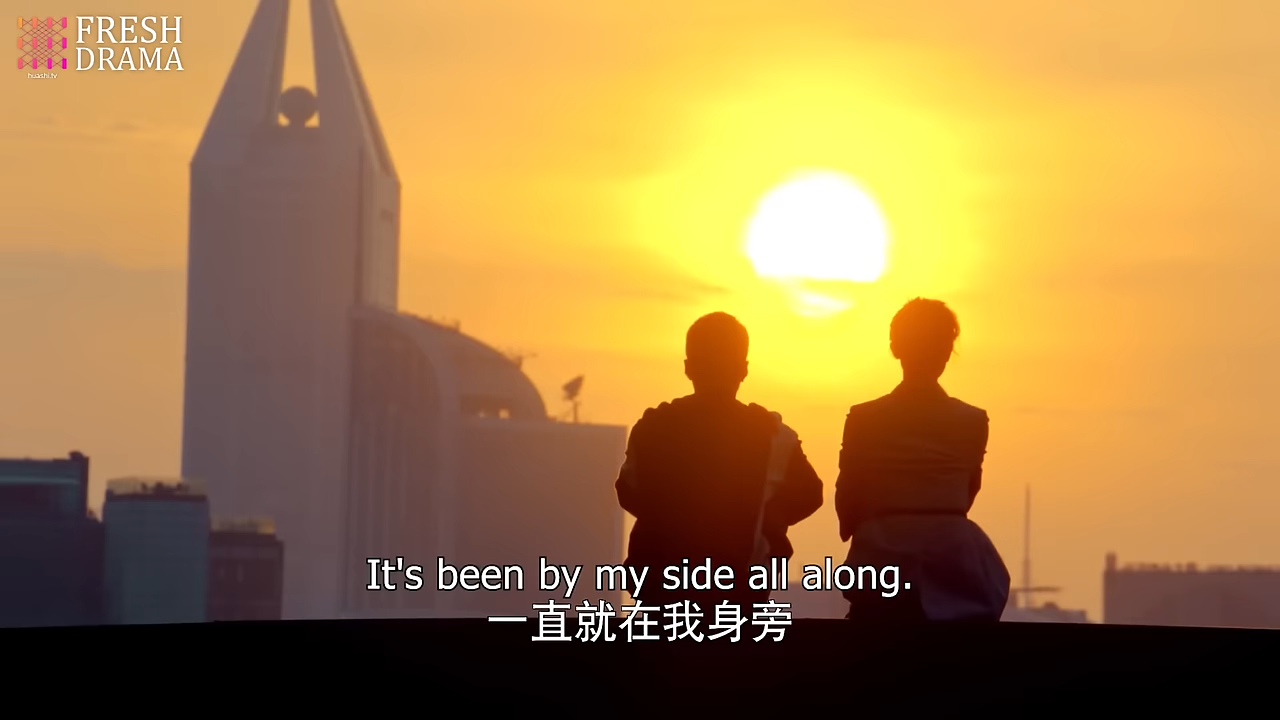 FRESH
DRAMA
huashi.tv
It's been by my side all along.
一直就在我身旁